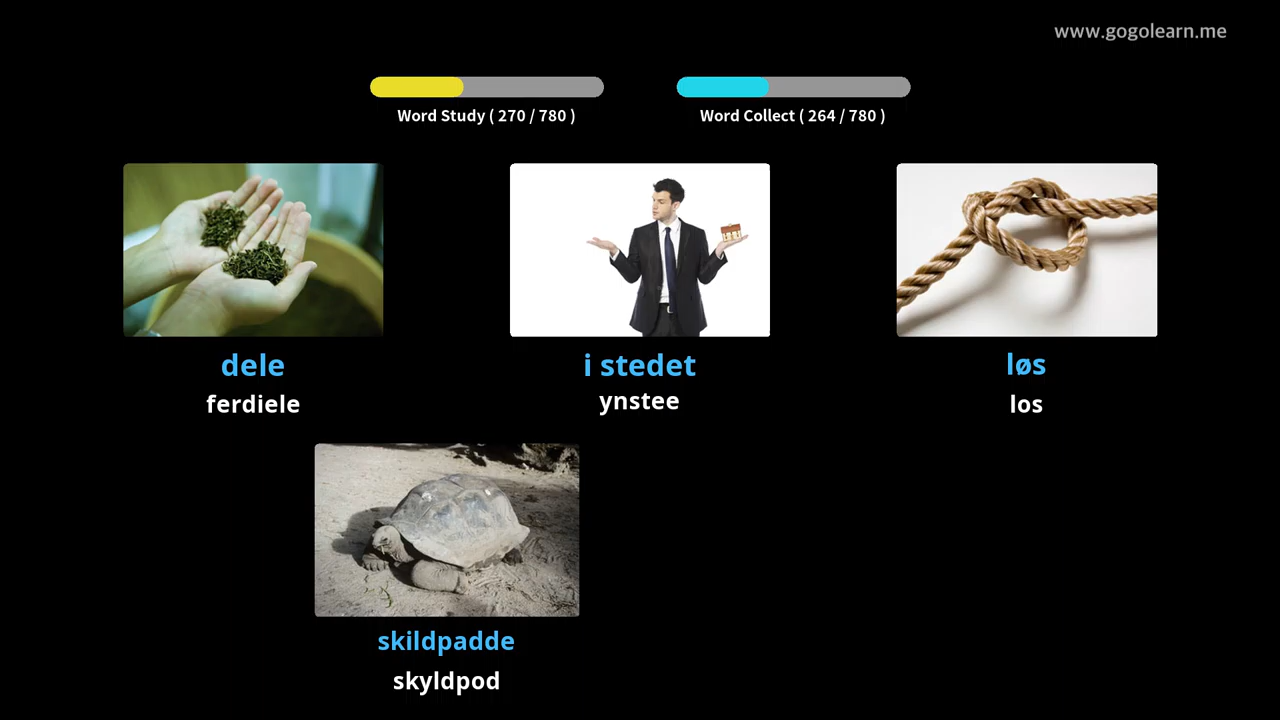 www.gogolearn.me
Word Study ( 270 / 780 )
Word Collect ( 264 / 780 )
dele
ferdiele
i stedet
ynstee
løs
los
skildpadde
skyldpod